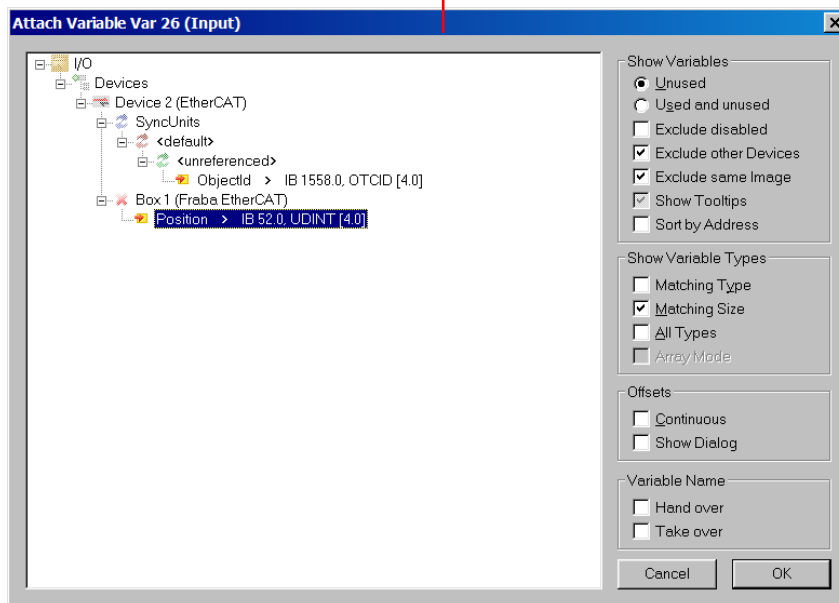 Attach Variable Var 26 (Input)
I/O
Devices
Device 2 (EtherCAT)
SyncUnits
<default>
<unreferenced>
ObjectId > IB 1558.0, OTCID [4.0]
Box 1 (Fraba EtherCAT)
Position > IB 52.0, UDINT [4.0]
Show Variables
Unused
Used and unused
Exclude disabled
Exclude other Devices
Exclude same Image
Show Tooltips
Sort by Address
Show Variable Types
Matching Type
Matching Size
All Types
Array Mode
Offsets
Continuous
Show Dialog
Variable Name
Hand over
Take over
Cancel OK